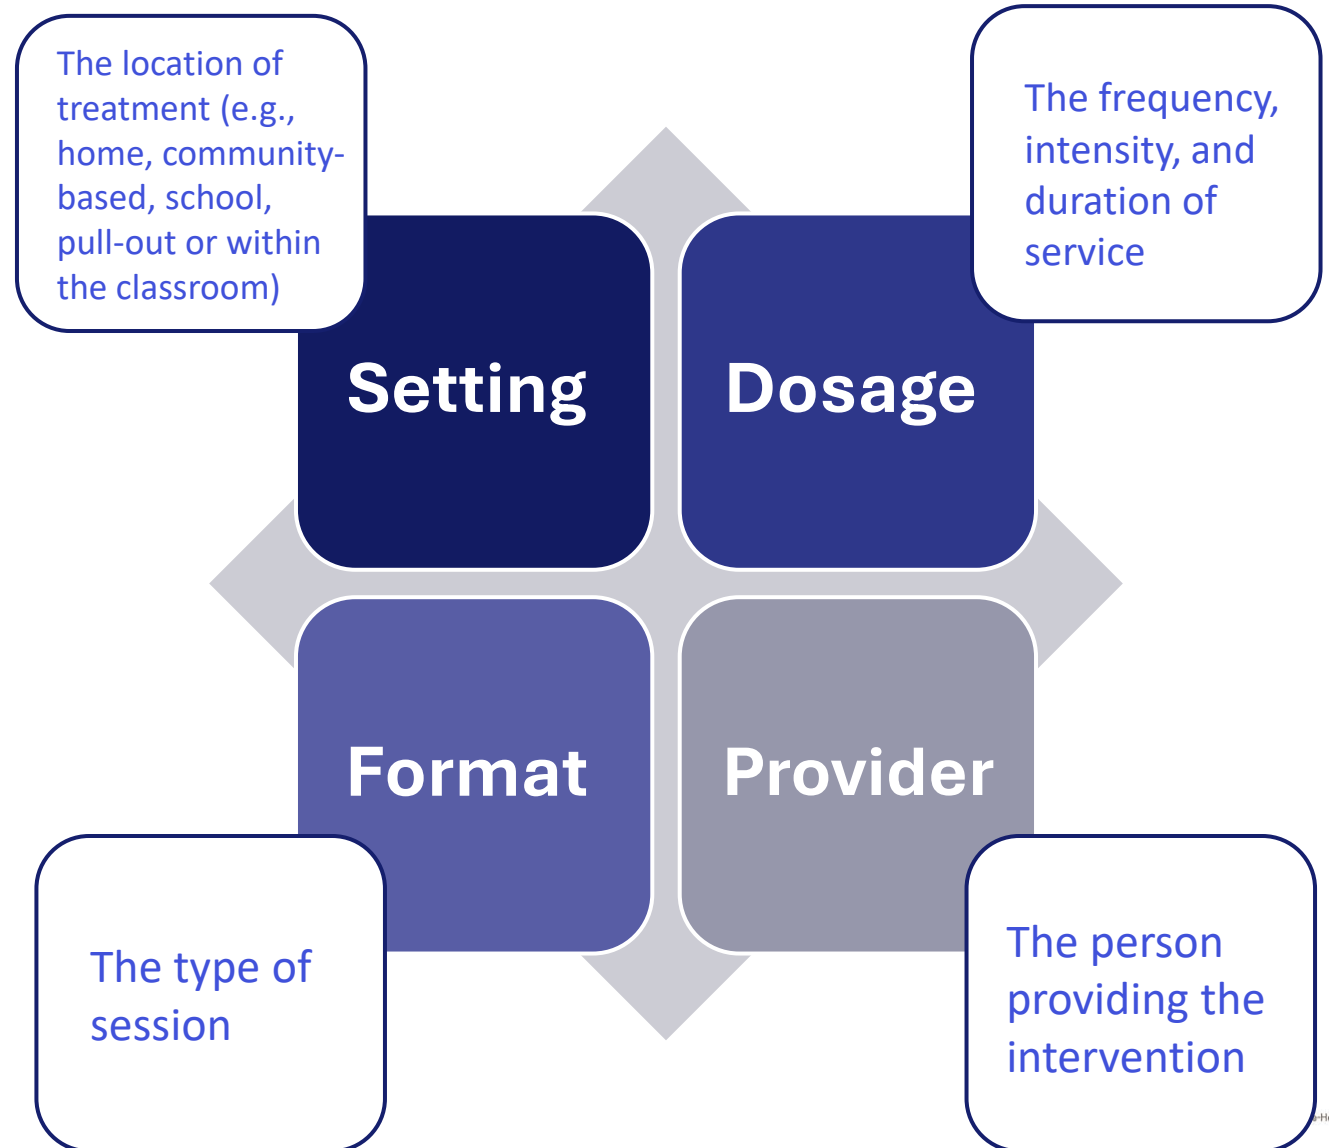 The location of
treatment (e.g.,
home, community-
based, school,
pull-out or within
the classroom)
The frequency,
intensity, and
duration of
service
Setting
Dosage
Format
Provider
The type of
session
The person
providing the
intervention